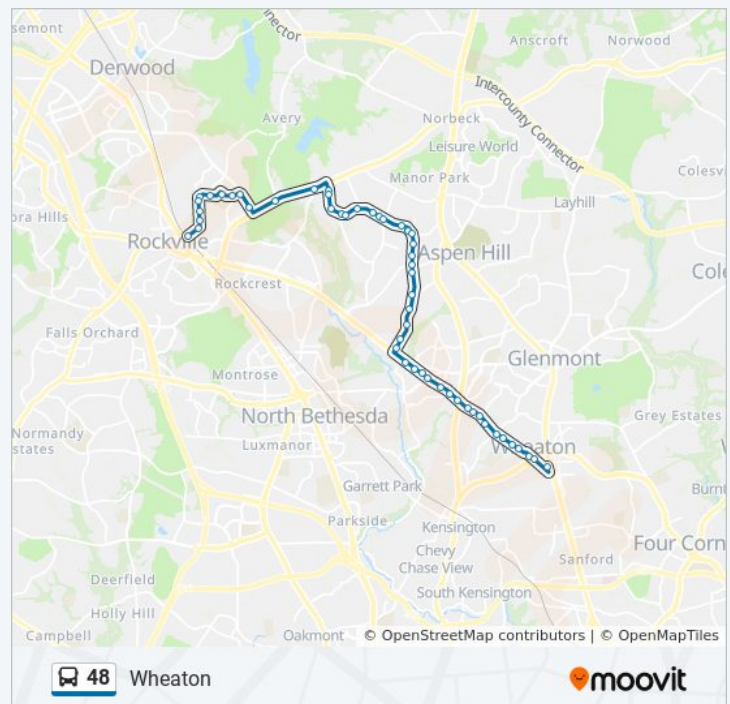 semont
nector
Anscroft
Norwood
Derwood
Intercounty Connector
Avery
Norbeck
Leisure World
Manor Park
Colesv
Layhill
ora Hills
Rockville
Aspen Hill
Cole
Rockcrest
Falls Orchard
Glenmont
Montrose
North Bethesda
Grey Estates
Normandy
states
Luxmanor
Wheaton
Garrett Park
Burnt
Parkside
Kensington
Four Corn
Chevy
Chase View
Sanford
Deerfield
South Kensington
Holly Hill
Campbell
Oakmont
© OpenStreetMap contributors | © OpenMapTiles
48 Wheaton
moovit